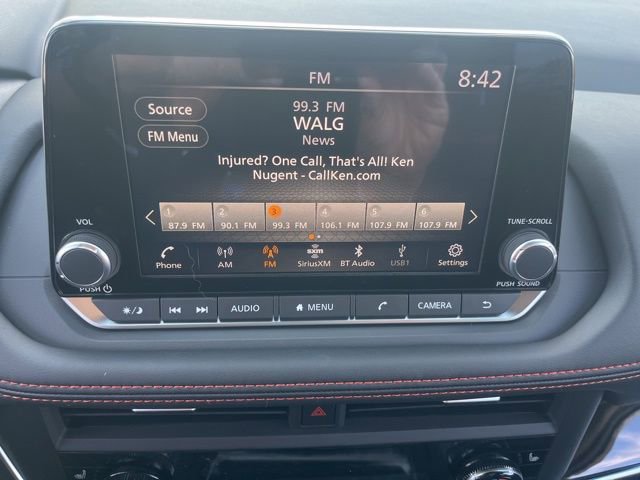 FM
8:42
Source
FM Menu
99.3 FM
WALG
News
Injured? One Call, That's All! Ken
Nugent - CallKen.com
1 2 3 4 5 6
87.9 FM 90.1 FM 99.3 FM 106.1 FM 107.9 FM 107.9 FM
VOL
TUNE·SCROLL
Phone AM FM SiriusXM BT Audio USB1 Settings
sxm
PUSH
PUSH SOUND
AUDIO MENU CAMERA